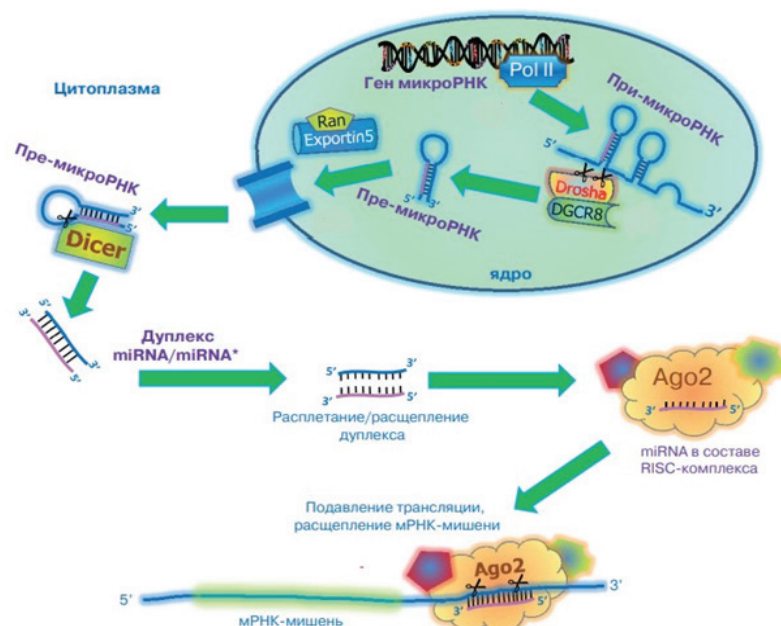 Ген микроРНК
Pol II
Цитоплазма
При-микроРНК
Ran
Exportin5
5’
Пре-микроРНК
3’
5’
Dicer
Пре-микроРНК
5’ 3’
Drosha
DGCR8
3’
ядро
5’
3’
3’
5’
Дуплекс
miRNA/miRNA*
5’
3’
3’
5’
Расплетание/расщепление
дуплекса
Ago2
3’
5’
miRNA в составе
RISC-комплекса
Подавление трансляции,
расщепление мРНК-мишени
Ago2
3’
5’
5’
3’
мРНК-мишень